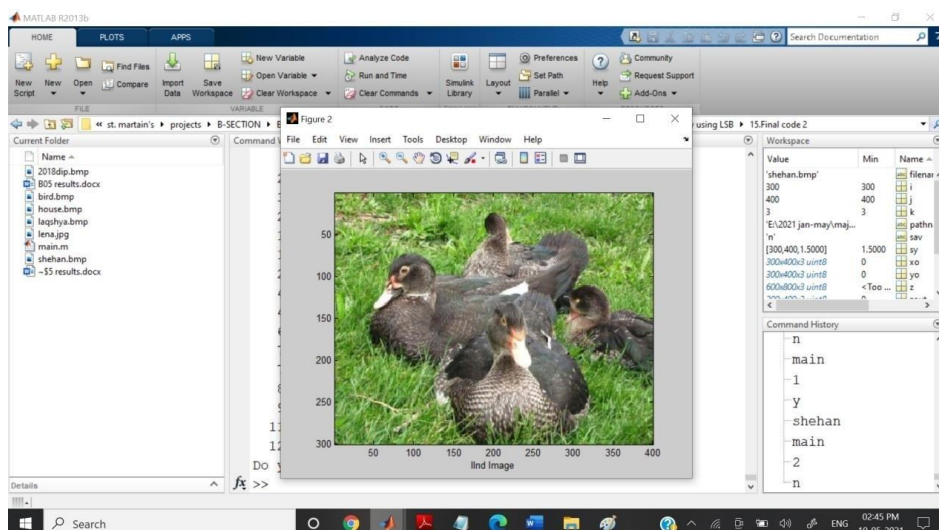 MATLAB R2013b
HOME PLOTS APPS
Search Documentation
New Script
New
Open
Find Files
Compare
Import Data
Save Workspace
New Variable
Open Variable
Clear Workspace
Analyze Code
Run and Time
Clear Commands
Simulink Library
Layout
Preferences
Set Path
Parallel
Help
Community
Request Support
Add-Ons
FILE
VARIABLE
« st. martain's ▸ projects ▸ B-SECTION ▸
using LSB ▸ 15.Final code 2
Current Folder
Name
2018dip.bmp
B05 results.docx
bird.bmp
house.bmp
laqshya.bmp
lena.jpg
main.m
shehan.bmp
~$5 results.docx
Details
Command
Do y
fx >>
Figure 2
File Edit View Insert Tools Desktop Window Help
50
100
150
200
250
300
50 100 150 200 250 300 350 400
IInd Image
Workspace
Value Min Name
'shehan.bmp' filenar
300 300 i
400 400 j
3 3 k
'E:\2021 jan-may\maj... pathn
'n' sav
[300,400,1.5000] 1.5000 sy
300x400x3 uint8 0 xo
300x400x3 uint8 0 yo
600x800x3 uint8 <Too ... z
Command History
n
main
1
y
shehan
main
2
n
Search
ENG
02:45 PM